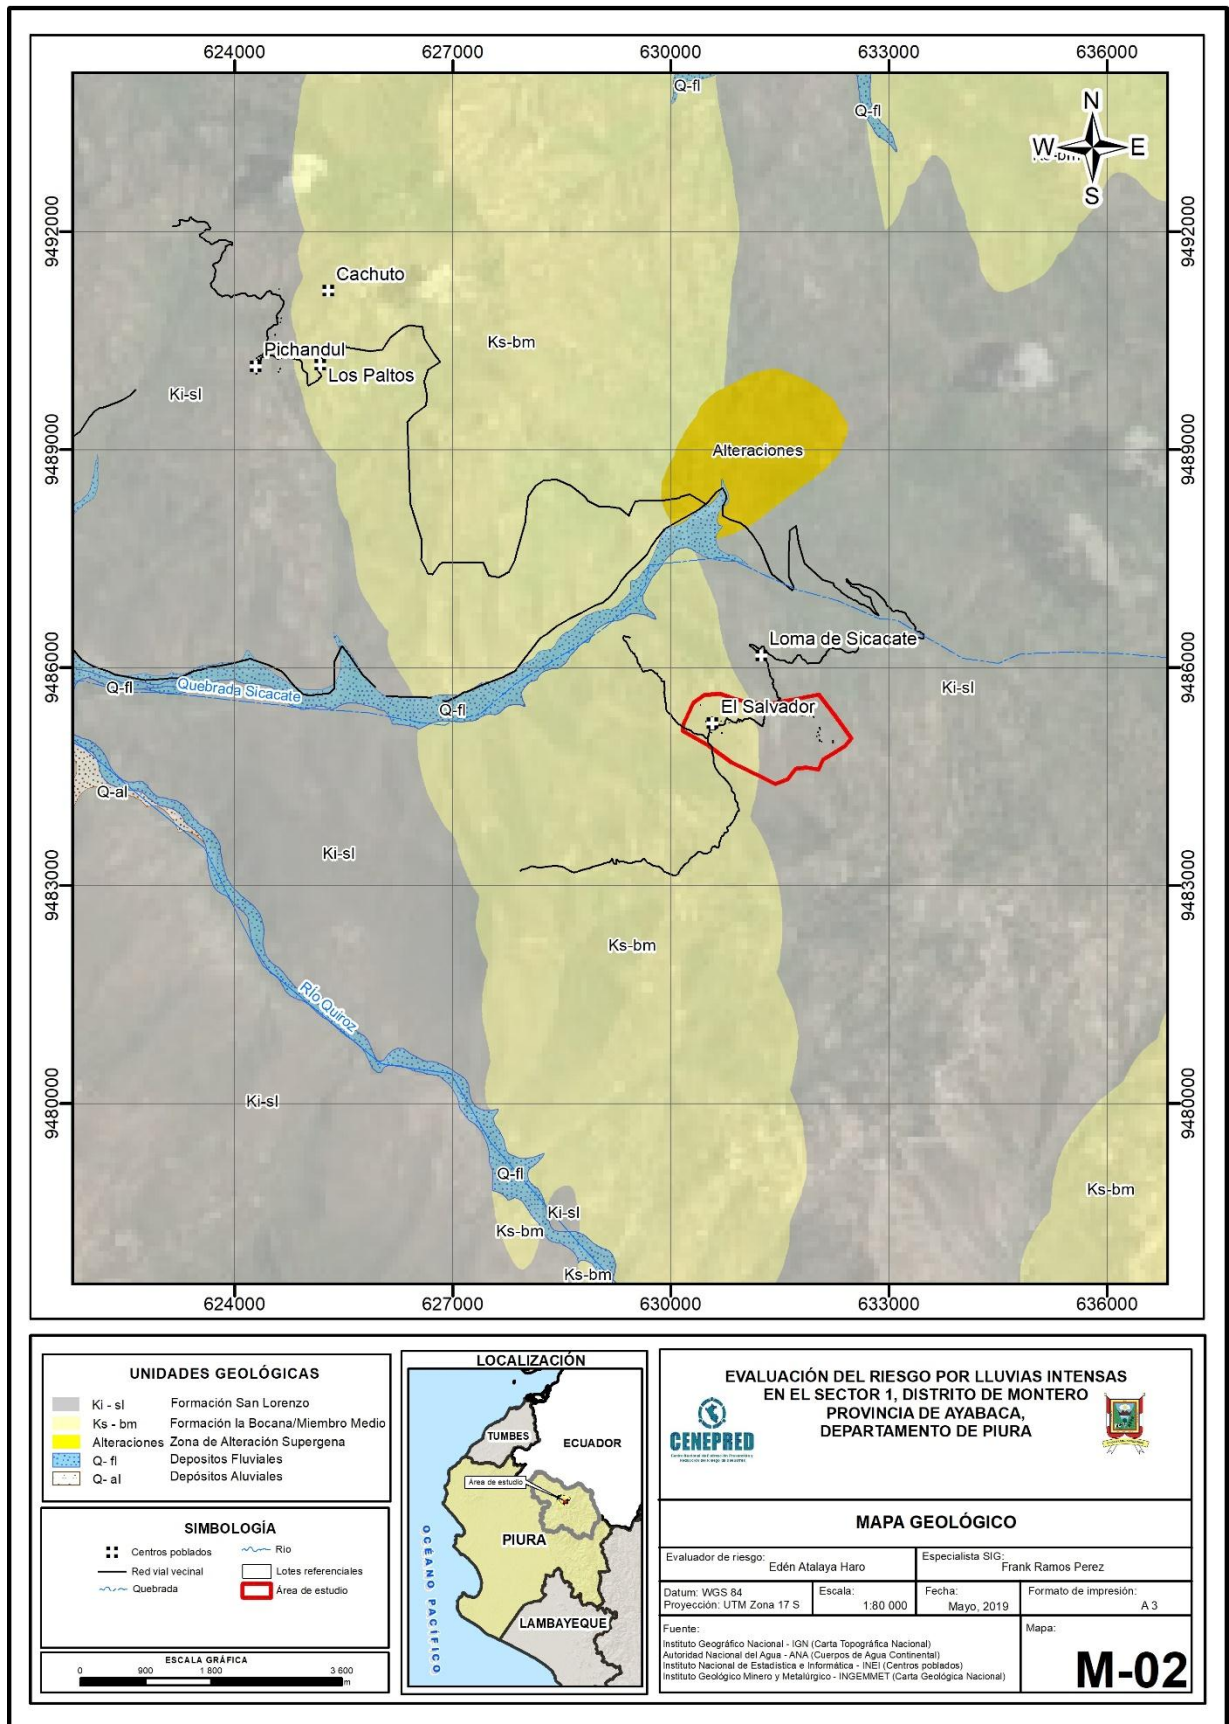 624000 627000 630000 633000 636000
Q-fl
Q-fl
N
W E
S
Ks-bm
9492000 9492000
Cachuto
Ks-bm
Pichandul
Los Paltos
Ki-sl
9489000 Alteraciones 9489000
9486000 Loma de Sicacate 9486000
Q-fl Quebrada Sicacate Ki-sl
Q-fl El Salvador
Q-al
Ki-sl
9483000 9483000
Ks-bm
Río Quiroz
9480000 Ki-sl 9480000
Q-fl
Ks-bm
Ki-sl
Ks-bm
Ks-bm
624000 627000 630000 633000 636000
UNIDADES GEOLÓGICAS
Ki - sl Formación San Lorenzo
Ks - bm Formación la Bocana/Miembro Medio
Alteraciones Zona de Alteración Supergena
Q- fl Depositos Fluviales
Q- al Depósitos Aluviales
SIMBOLOGÍA
Centros poblados Rio
Red vial vecinal Lotes referenciales
Quebrada Área de estudio
ESCALA GRÁFICA
0 900 1 800 3 600
m
LOCALIZACIÓN
TUMBES
ECUADOR
Área de estudio
PIURA
OCÉANO PACÍFICO
LAMBAYEQUE
EVALUACIÓN DEL RIESGO POR LLUVIAS INTENSAS
EN EL SECTOR 1, DISTRITO DE MONTERO
PROVINCIA DE AYABACA,
DEPARTAMENTO DE PIURA
CENEPRED
MAPA GEOLÓGICO
Evaluador de riesgo:
Edén Atalaya Haro
Especialista SIG:
Frank Ramos Perez
Datum: WGS 84
Proyección: UTM Zona 17 S
Escala:
1:80 000
Fecha:
Mayo, 2019
Formato de impresión:
A 3
Fuente:
Instituto Geográfico Nacional - IGN (Carta Topográfica Nacional)
Autoridad Nacional del Agua - ANA (Cuerpos de Agua Continental)
Instituto Nacional de Estadística e Informática - INEI (Centros poblados)
Instituto Geológico Minero y Metalúrgico - INGEMMET (Carta Geológica Nacional)
Mapa:
M-02